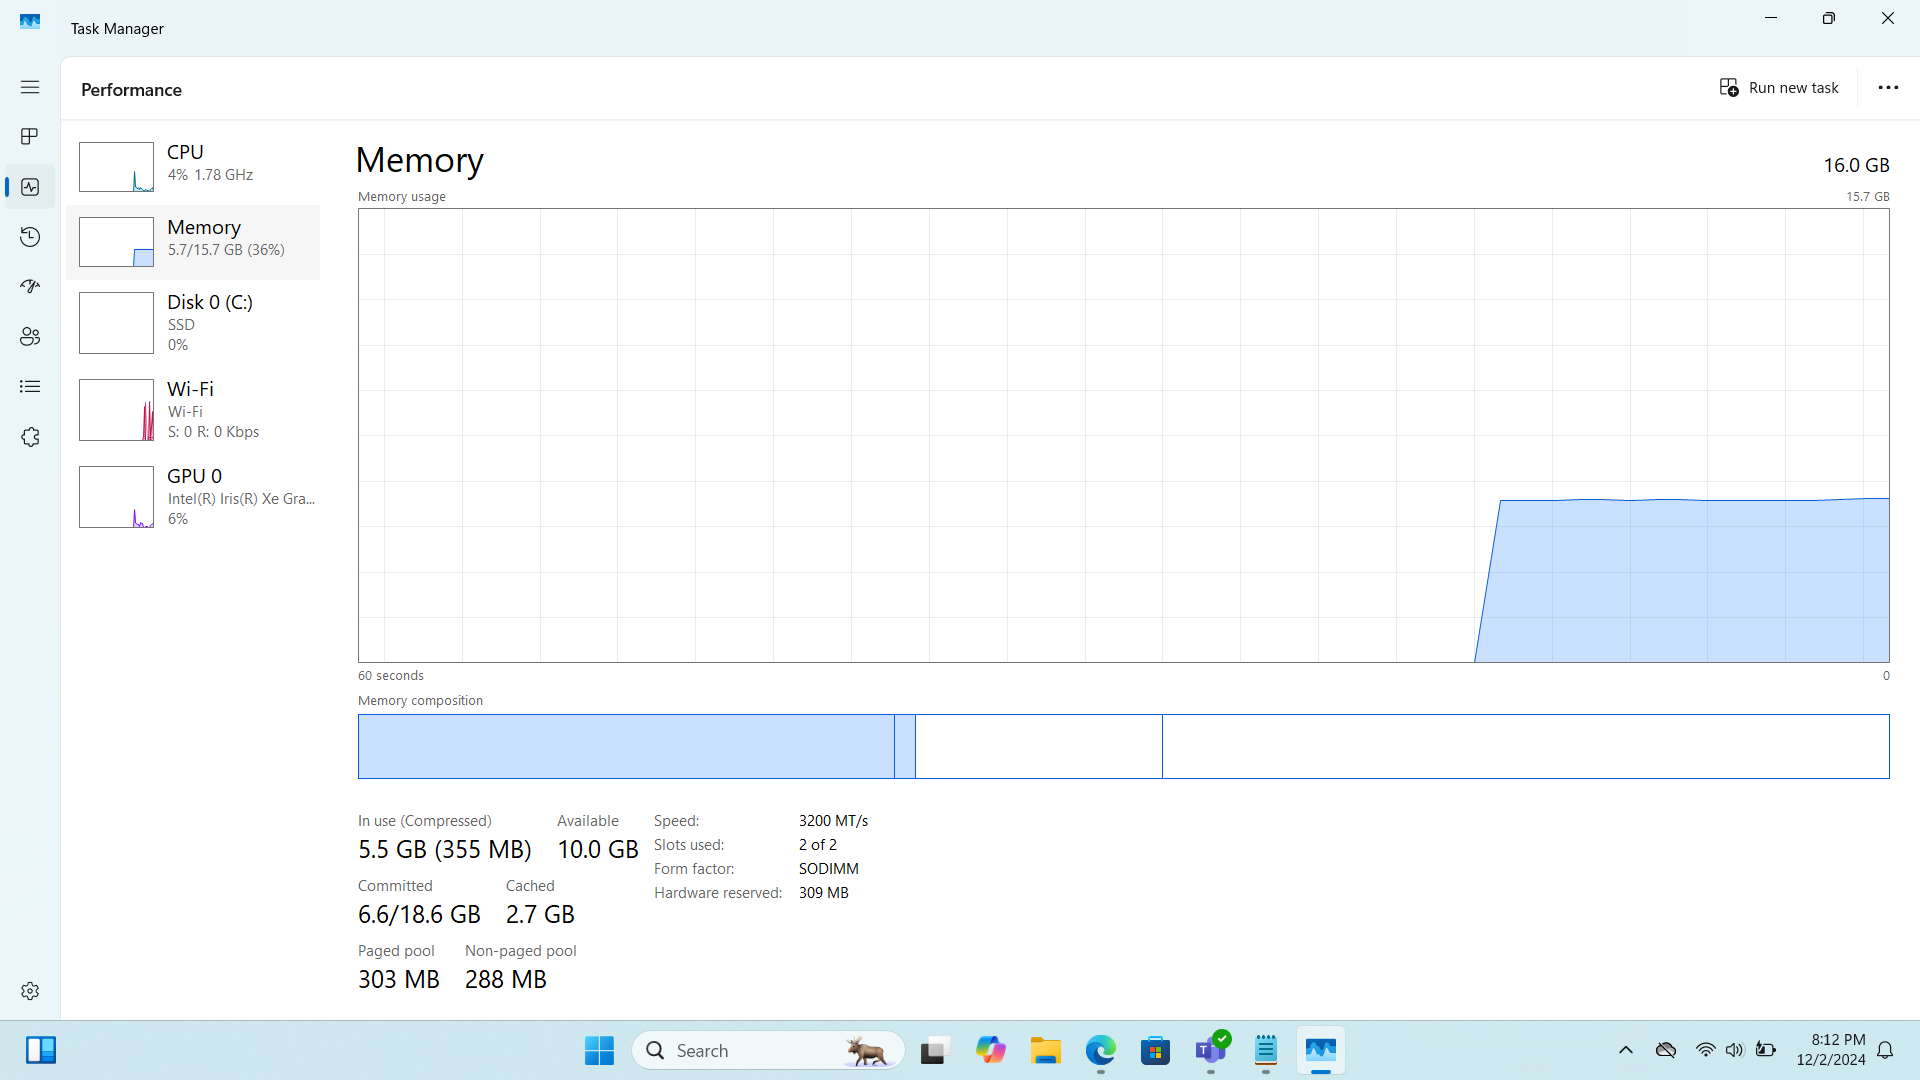 Task Manager
Performance
Run new task
CPU
4% 1.78 GHz
Memory
5.7/15.7 GB (36%)
Disk 0 (C:)
SSD
0%
Wi-Fi
Wi-Fi
S: 0 R: 0 Kbps
GPU 0
Intel(R) Iris(R) Xe Gra...
6%
Memory
16.0 GB
Memory usage
15.7 GB
60 seconds
0
Memory composition
In use (Compressed)
5.5 GB (355 MB)
Available
10.0 GB
Committed
6.6/18.6 GB
Cached
2.7 GB
Paged pool
303 MB
Non-paged pool
288 MB
Speed: 3200 MT/s
Slots used: 2 of 2
Form factor: SODIMM
Hardware reserved: 309 MB
Search
8:12 PM
12/2/2024